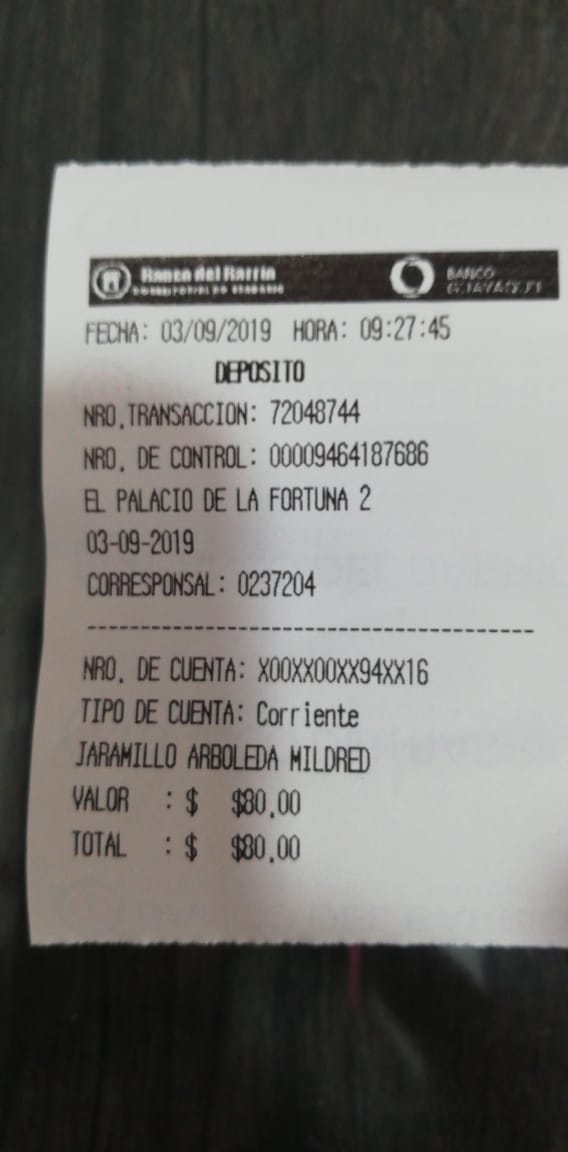 Banco del Barrio
BANCO
GUAYAQUIL
FECHA: 03/09/2019 HORA: 09:27:45
DEPOSITO
NRO.TRANSACCION: 72048744
NRO. DE CONTROL: 00009464187686
EL PALACIO DE LA FORTUNA 2
03-09-2019
CORRESPONSAL: 0237204
--------------------------------------------
NRO. DE CUENTA: X00XX00XX94XX16
TIPO DE CUENTA: Corriente
JARAMILLO ARBOLEDA MILDRED
VALOR : $ $80.00
TOTAL : $ $80.00